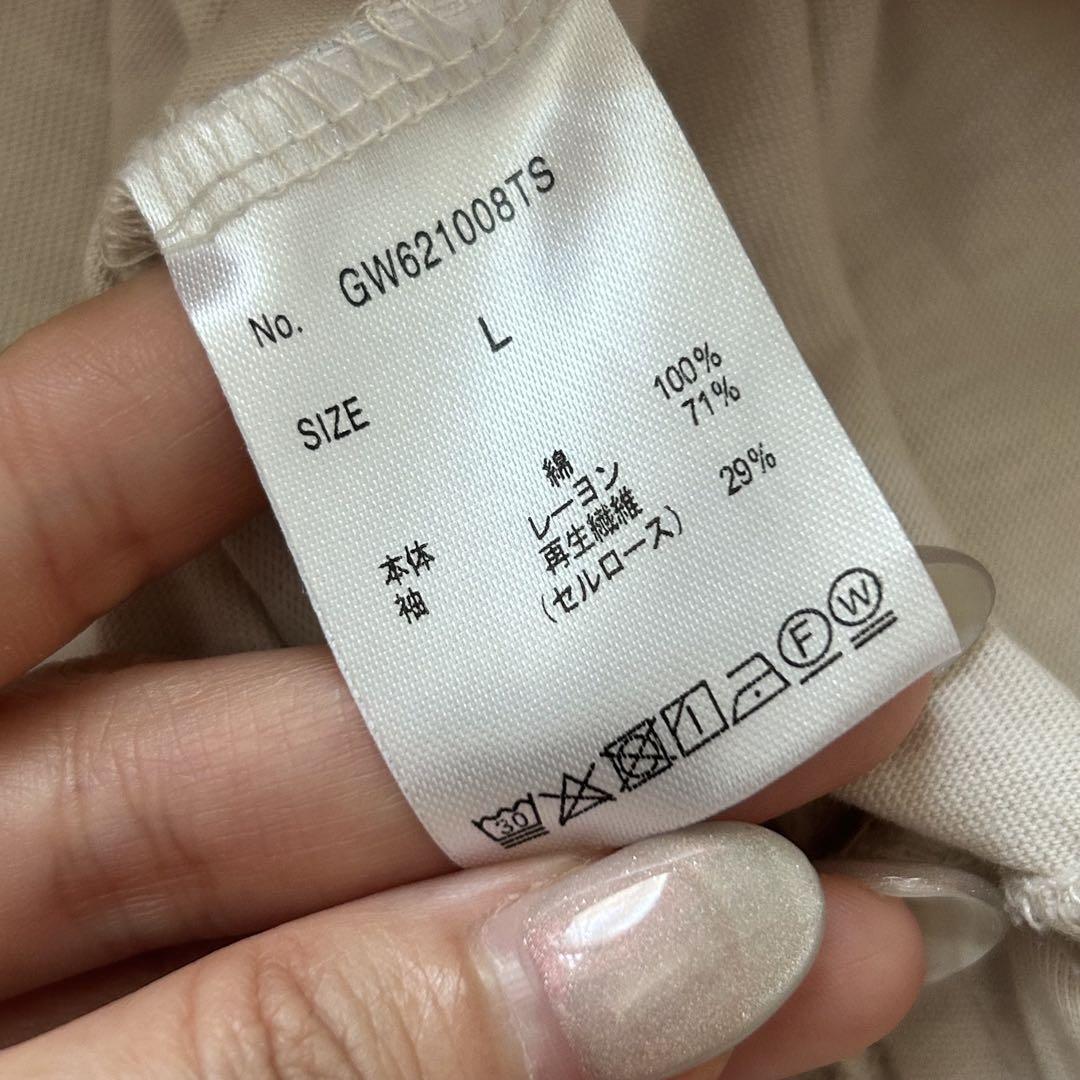 No. GW621008TS
SIZE L
本体 綿 100%
袖 レーヨン 71%
再生繊維 29%
(セルロース)
30 F W